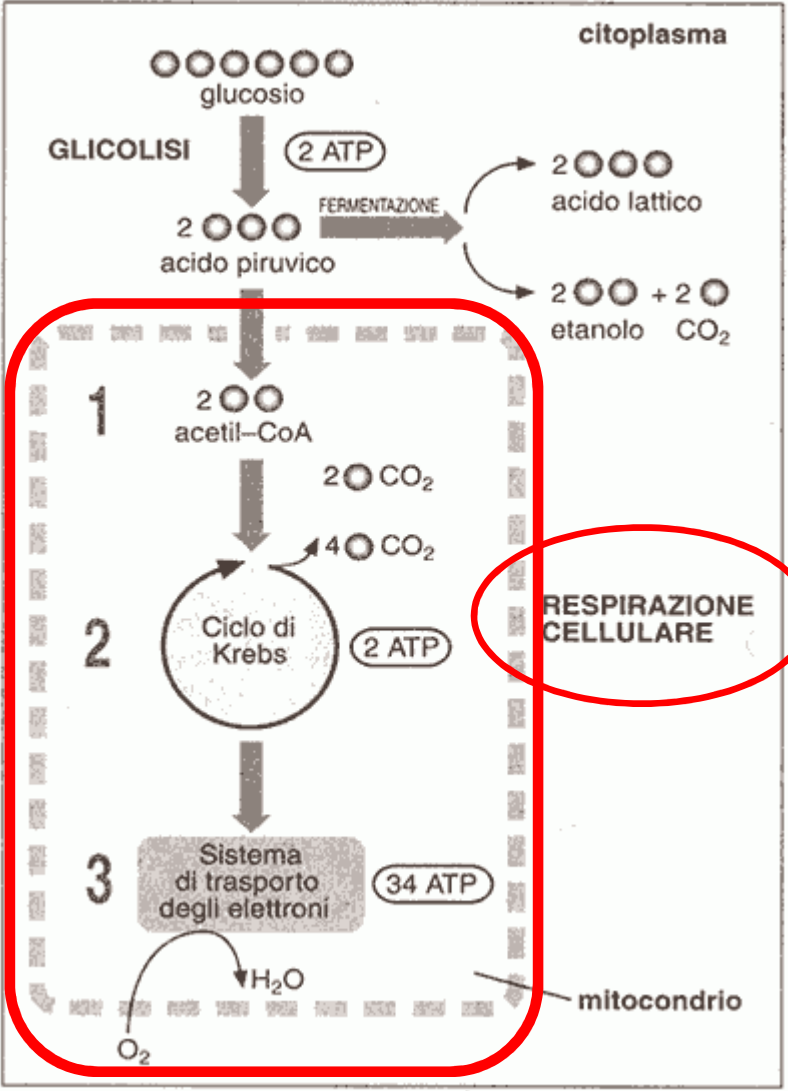 citoplasma
glucosio
GLICOLISI
2 ATP
2
acido lattico
FERMENTAZIONE
2
acido piruvico
2 + 2
etanolo CO₂
1
2
acetil–CoA
2 CO₂
4 CO₂
2
Ciclo di
Krebs
2 ATP
RESPIRAZIONE
CELLULARE
3
Sistema
di trasporto
degli elettroni
34 ATP
H₂O
mitocondrio
O₂